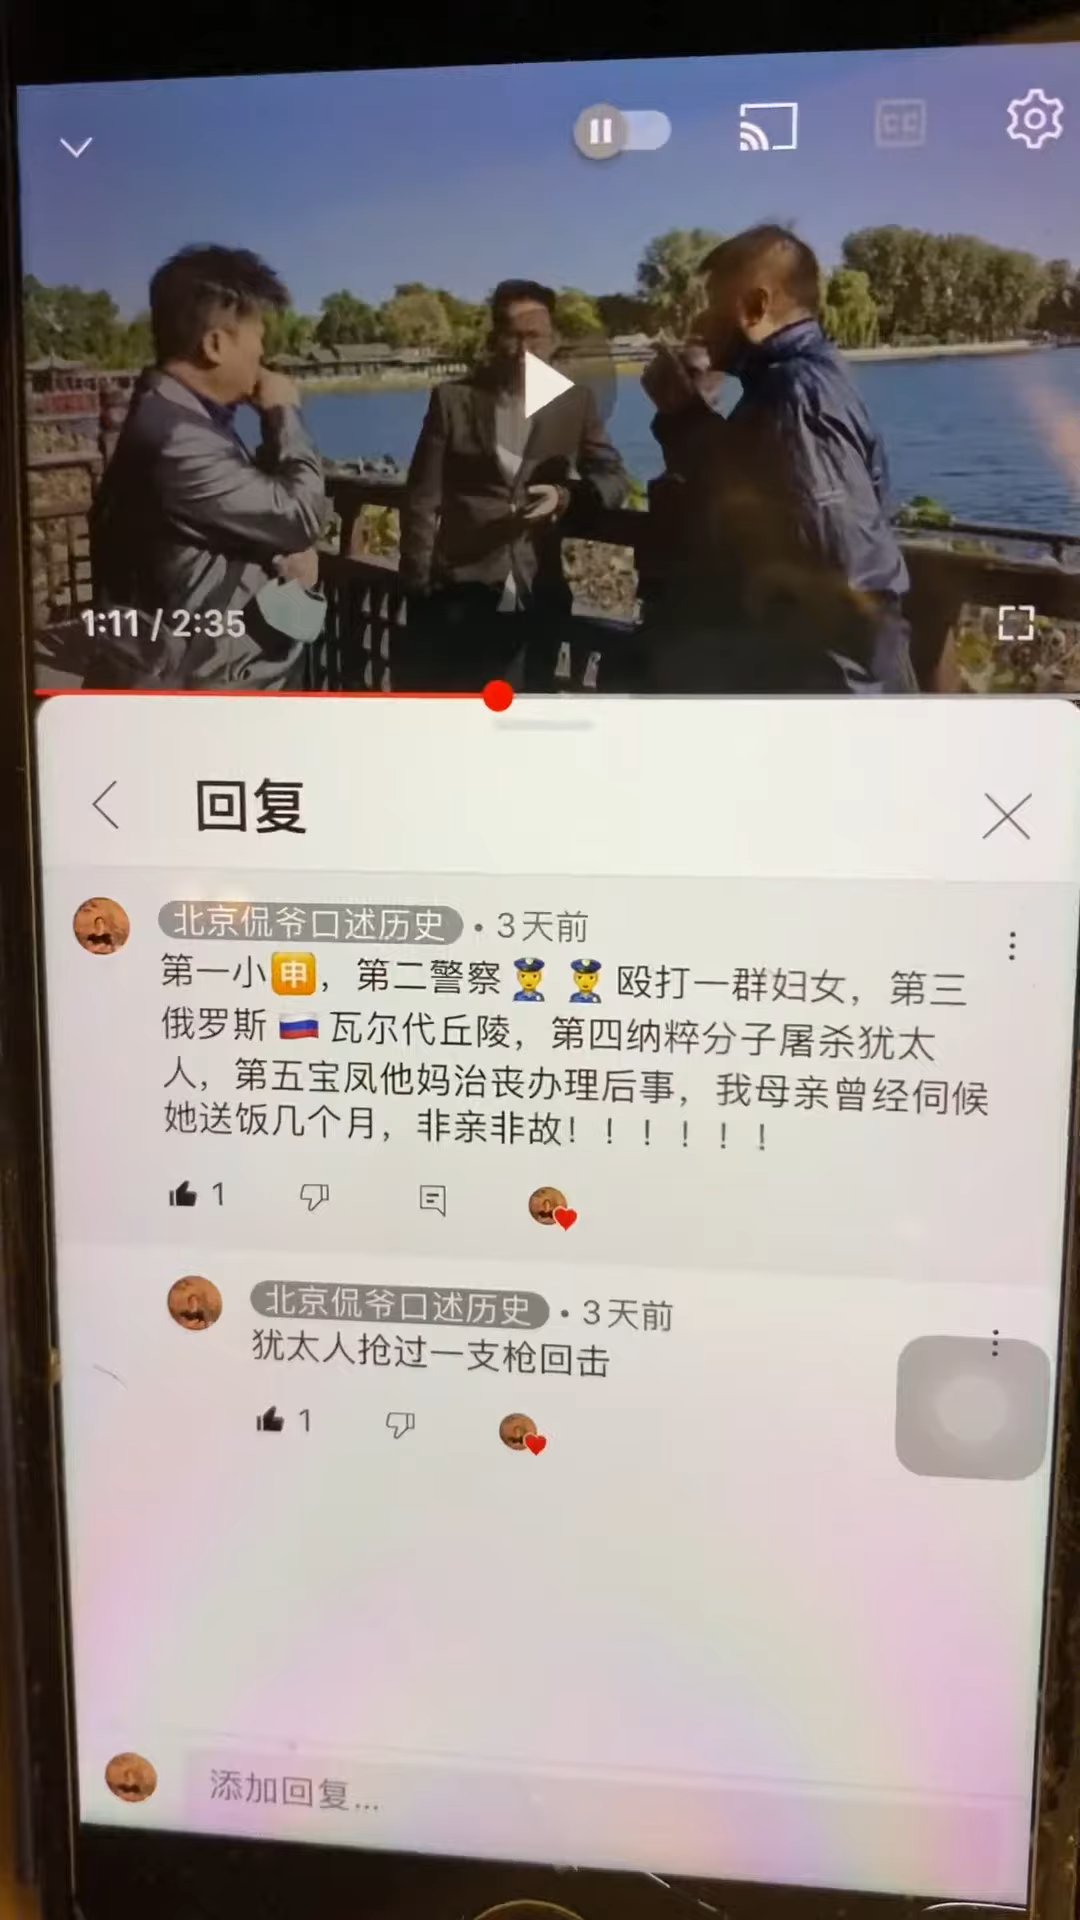 CC
1:11 / 2:35
回复
北京侃爷口述历史 · 3天前
第一小🈸，第二警察👮 👮 殴打一群妇女，第三
俄罗斯🇷🇺瓦尔代丘陵，第四纳粹分子屠杀犹太
人，第五宝凤他妈治丧办理后事，我母亲曾经伺候
她送饭几个月，非亲非故！！！！！！
1
北京侃爷口述历史 · 3天前
犹太人抢过一支枪回击
1
添加回复...